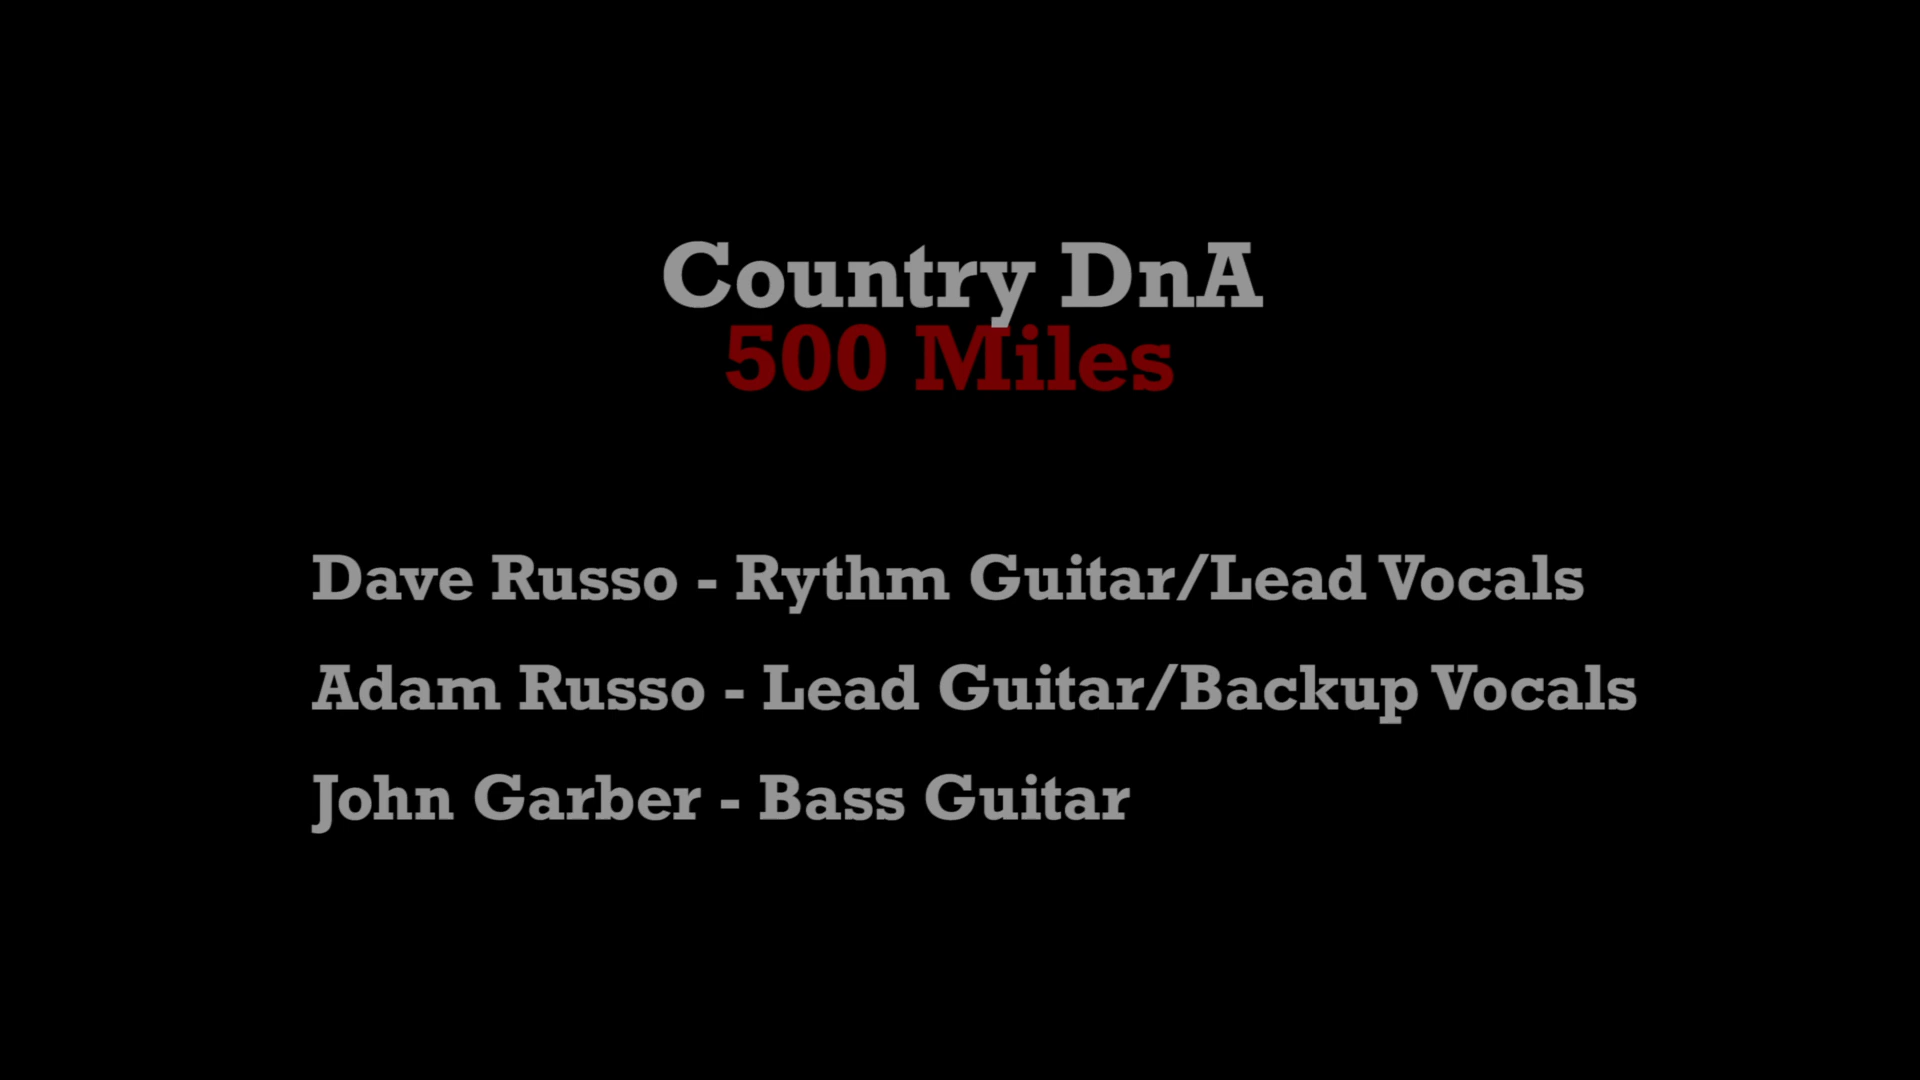 Country DnA
500 Miles
Dave Russo - Rythm Guitar/Lead Vocals
Adam Russo - Lead Guitar/Backup Vocals
John Garber - Bass Guitar